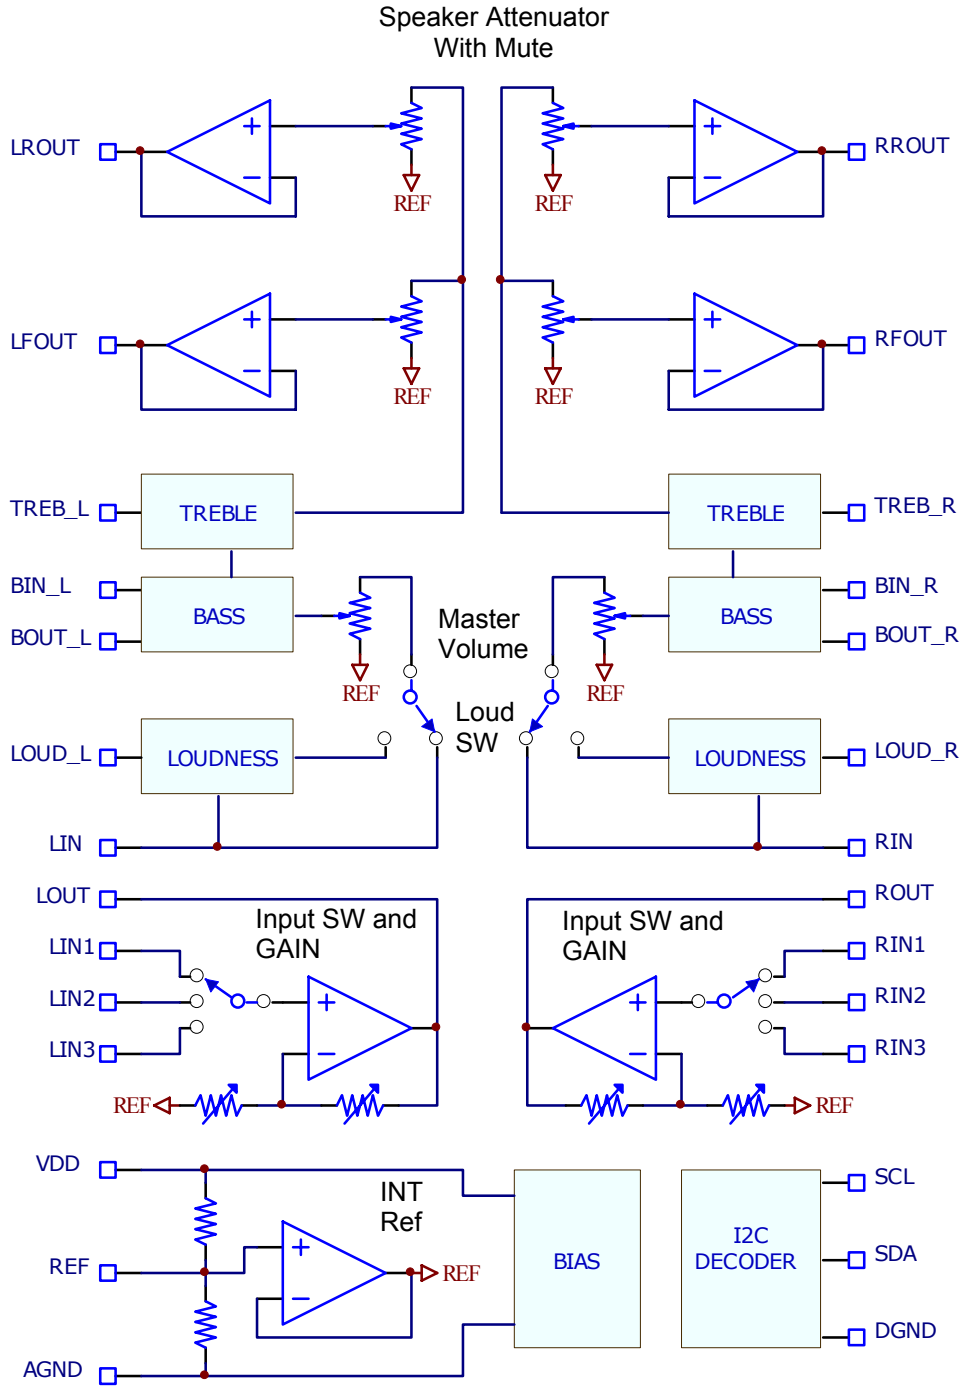 Speaker Attenuator
With Mute
LROUT
RROUT
REF
REF
LFOUT
RFOUT
REF
REF
TREB_L
TREBLE
TREBLE
TREB_R
BIN_L
BIN_R
BASS
BASS
Master
Volume
BOUT_L
BOUT_R
REF
REF
Loud
SW
LOUD_L
LOUDNESS
LOUDNESS
LOUD_R
LIN
RIN
LOUT
ROUT
Input SW and
GAIN
Input SW and
GAIN
LIN1
RIN1
LIN2
RIN2
LIN3
RIN3
REF
REF
VDD
SCL
INT
Ref
I2C
DECODER
BIAS
SDA
REF
REF
DGND
AGND